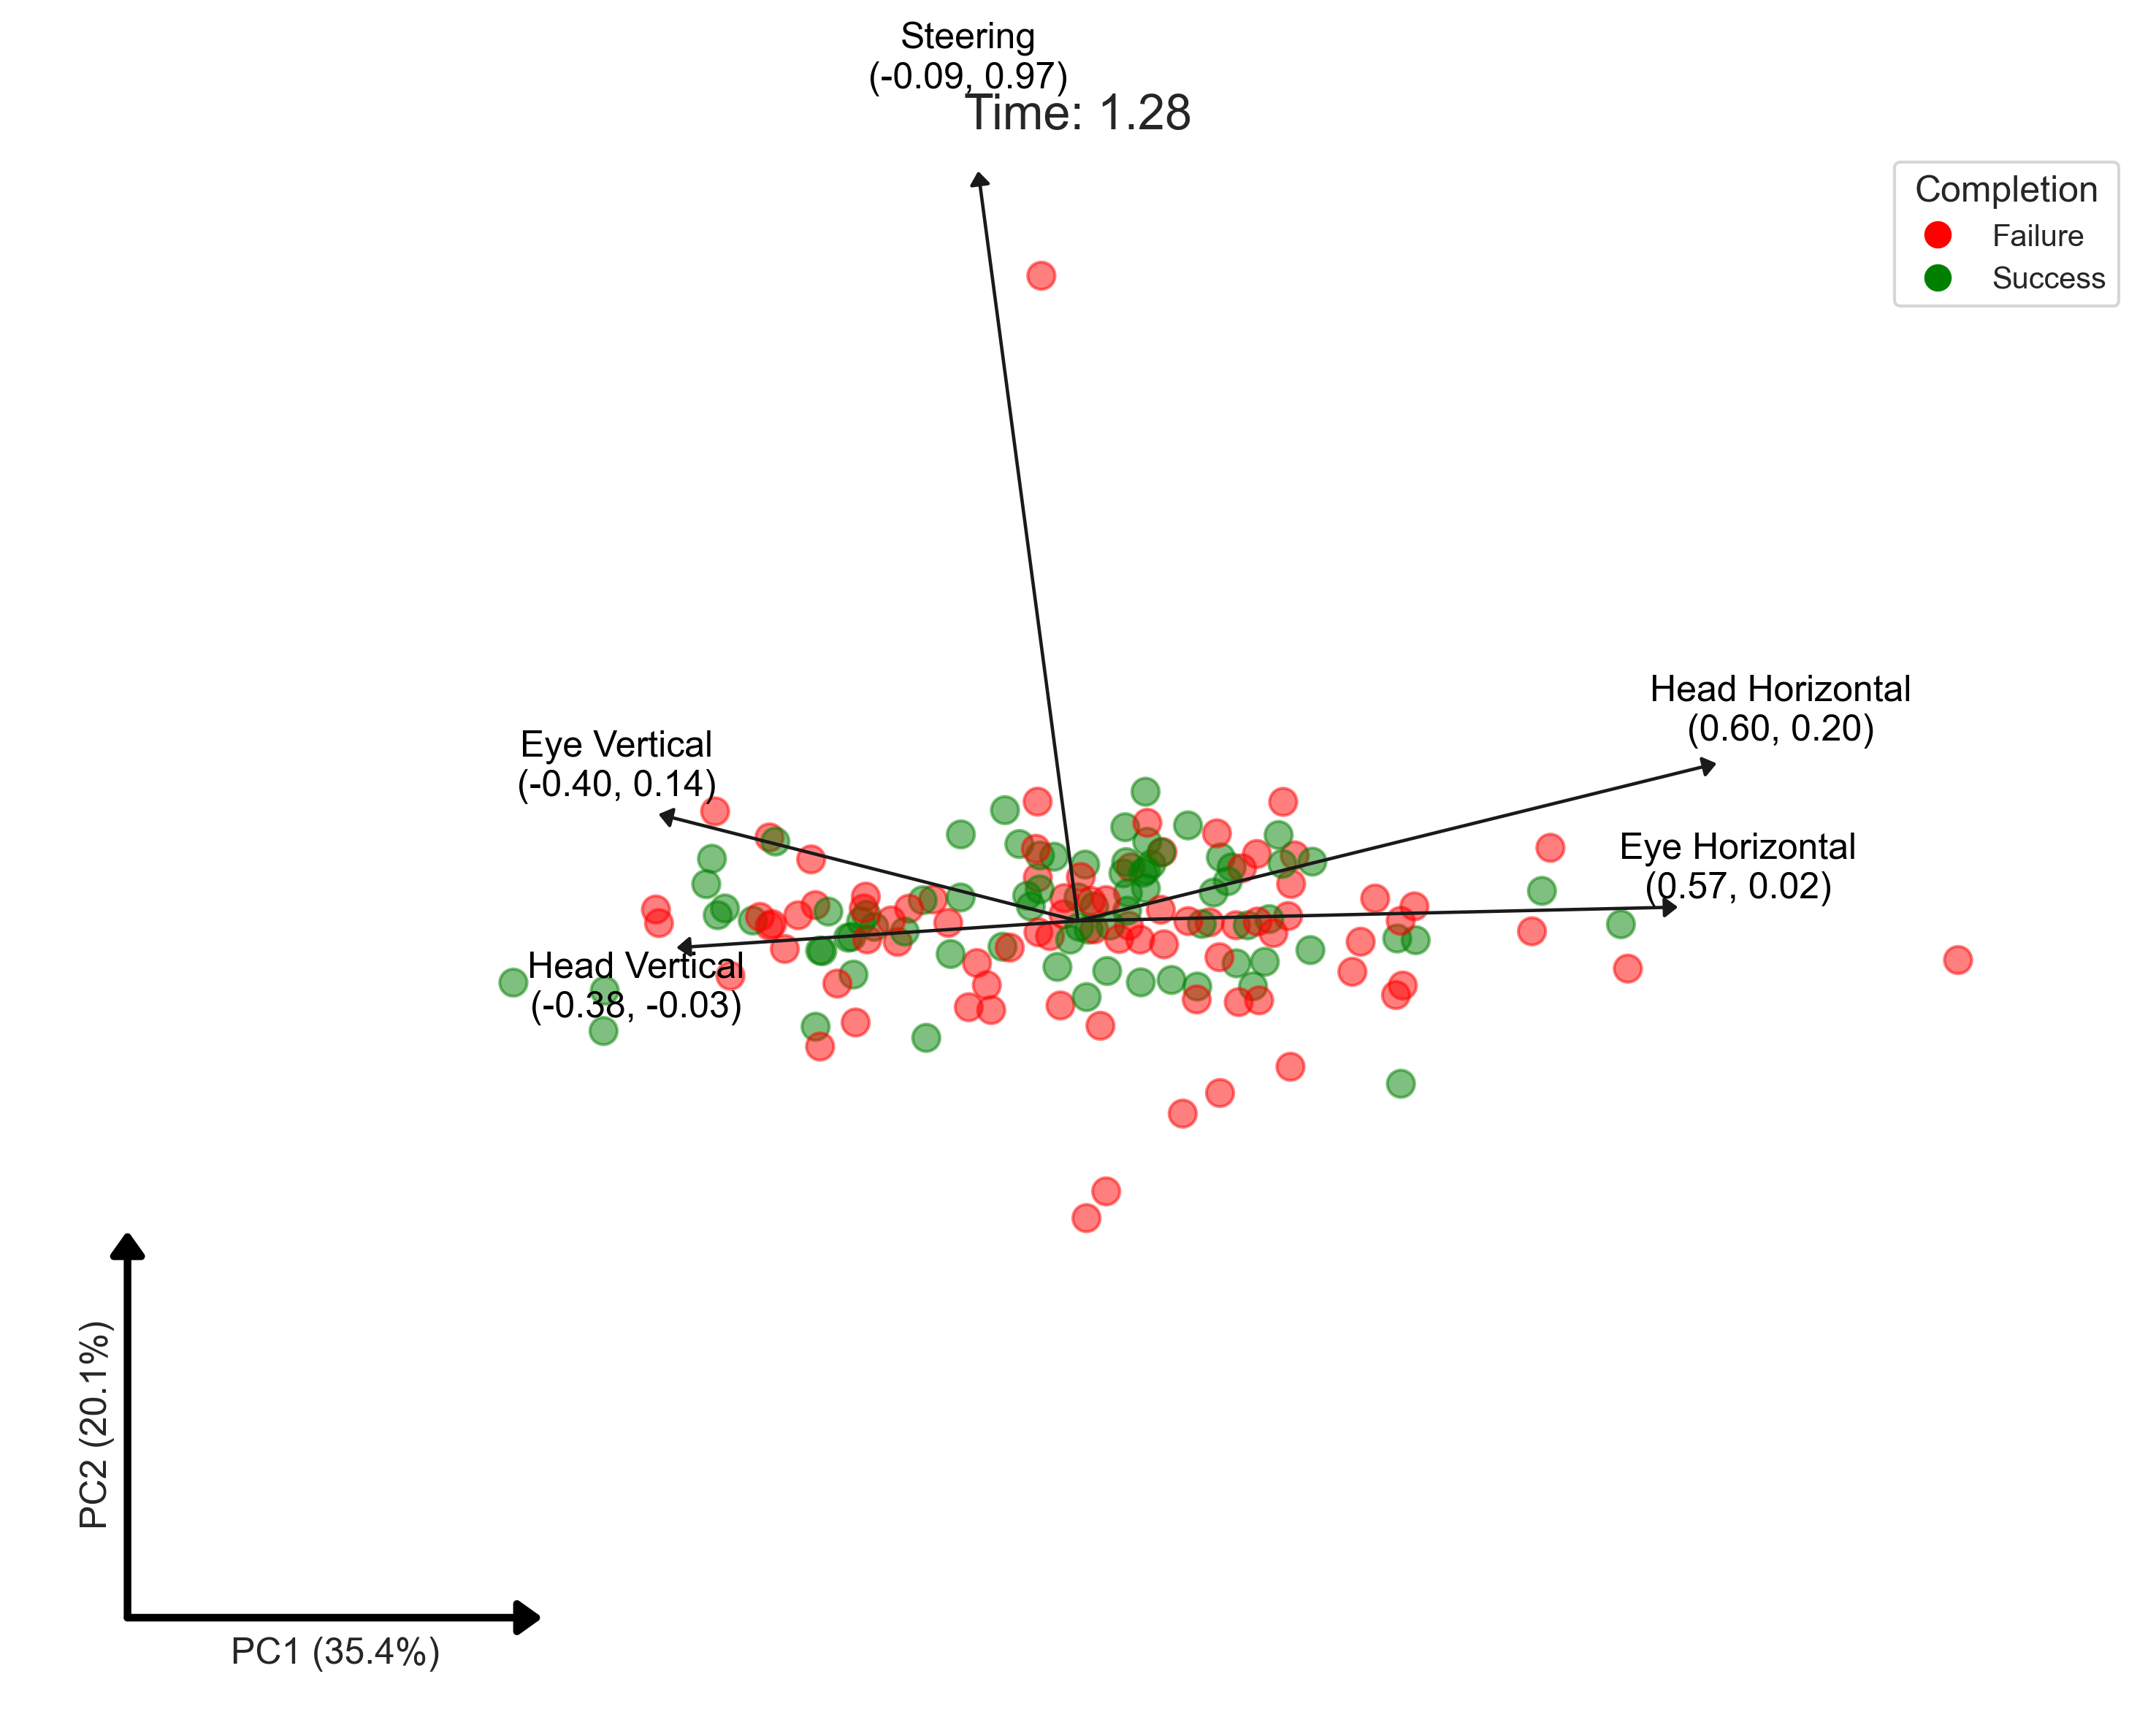 Steering
(-0.09, 0.97)
Time: 1.28
Completion
Failure
Success
Head Horizontal
(0.60, 0.20)
Eye Vertical
(-0.40, 0.14)
Eye Horizontal
(0.57, 0.02)
Head Vertical
(-0.38, -0.03)
PC2 (20.1%)
PC1 (35.4%)